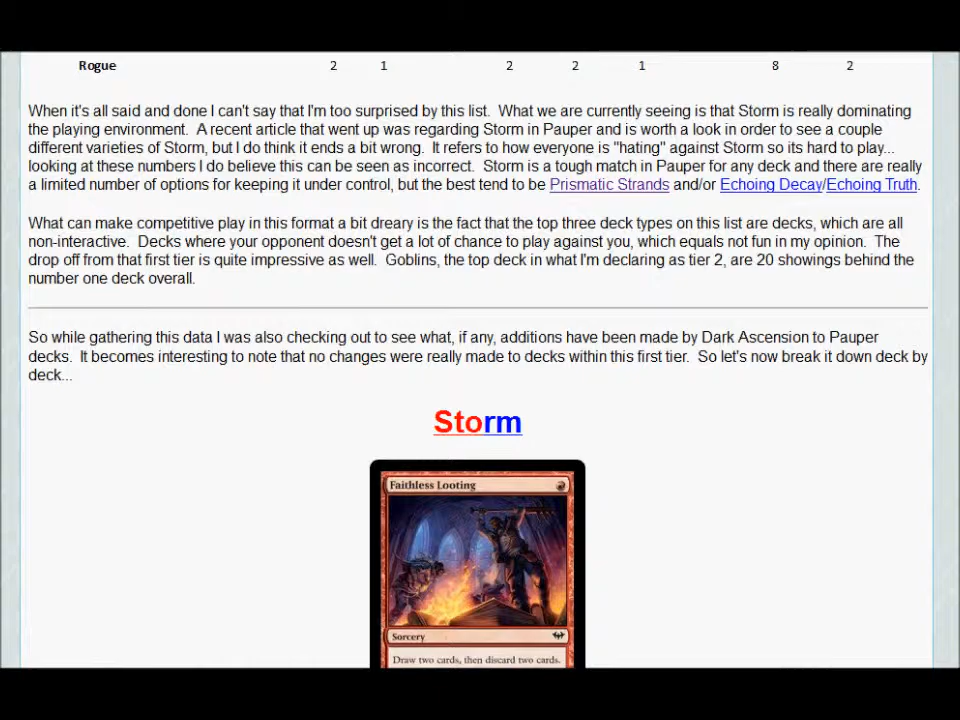 Rogue 2 1 2 2 1 8 2
When it's all said and done I can't say that I'm too surprised by this list. What we are currently seeing is that Storm is really dominating
the playing environment. A recent article that went up was regarding Storm in Pauper and is worth a look in order to see a couple
different varieties of Storm, but I do think it ends a bit wrong. It refers to how everyone is "hating" against Storm so its hard to play...
looking at these numbers I do believe this can be seen as incorrect. Storm is a tough match in Pauper for any deck and there are really
a limited number of options for keeping it under control, but the best tend to be Prismatic Strands and/or Echoing Decay/Echoing Truth.
What can make competitive play in this format a bit dreary is the fact that the top three deck types on this list are decks, which are all
non-interactive. Decks where your opponent doesn't get a lot of chance to play against you, which equals not fun in my opinion. The
drop off from that first tier is quite impressive as well. Goblins, the top deck in what I'm declaring as tier 2, are 20 showings behind the
number one deck overall.
So while gathering this data I was also checking out to see what, if any, additions have been made by Dark Ascension to Pauper
decks. It becomes interesting to note that no changes were really made to decks within this first tier. So let's now break it down deck by
deck...
Storm
Faithless Looting
Sorcery
Draw two cards, then discard two cards.